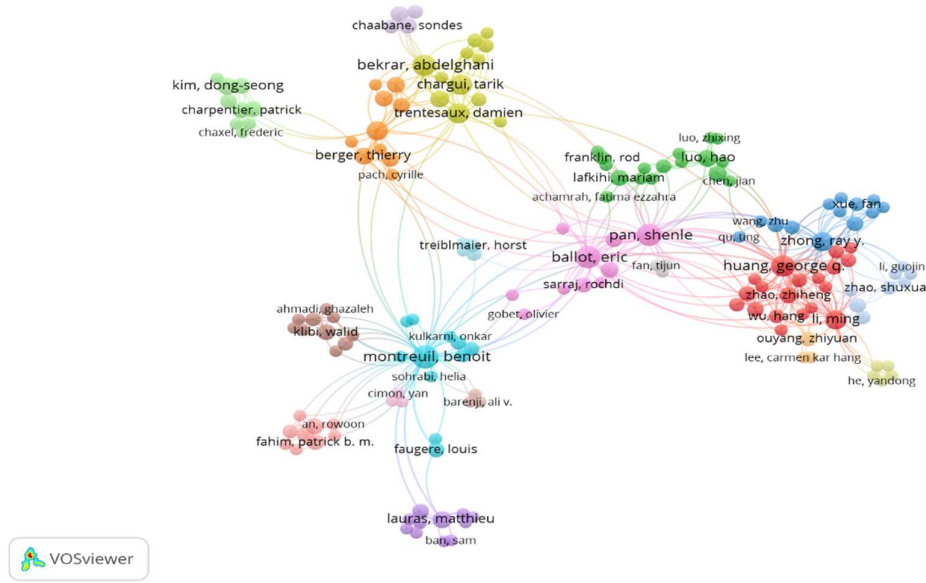 chaabane, sondes
bekrar, abdelghani
kim, dong-seong
chargui, tarik
charpentier, patrick
trentesaux, damien
chaxel, frederic
luo, zhixing
berger, thierry
franklin, rod
luo, hao
pach, cyrille
lafkihi, mariam
chen, jian
achamrah, fatima ezzahra
xue, fan
wang, zhu
pan, shenle
qu, ting
zhong, ray y.
treiblmaier, horst
ballot, eric
fan, tijun
huang, george q.
li, guojin
sarraj, rochdi
zhao, zhiheng
zhao, shuxua
ahmadi, ghazaleh
gobet, olivier
wu, hang
li, ming
klibi, walid
kulkarni, onkar
ouyang, zhiyuan
montreuil, benoit
lee, carmen kar hang
sohrabi, helia
he, yandong
cimon, yan
barenji, ali v.
an, rowoon
fahim, patrick b. m.
faugere, louis
lauras, matthieu
ban, sam
VOSviewer